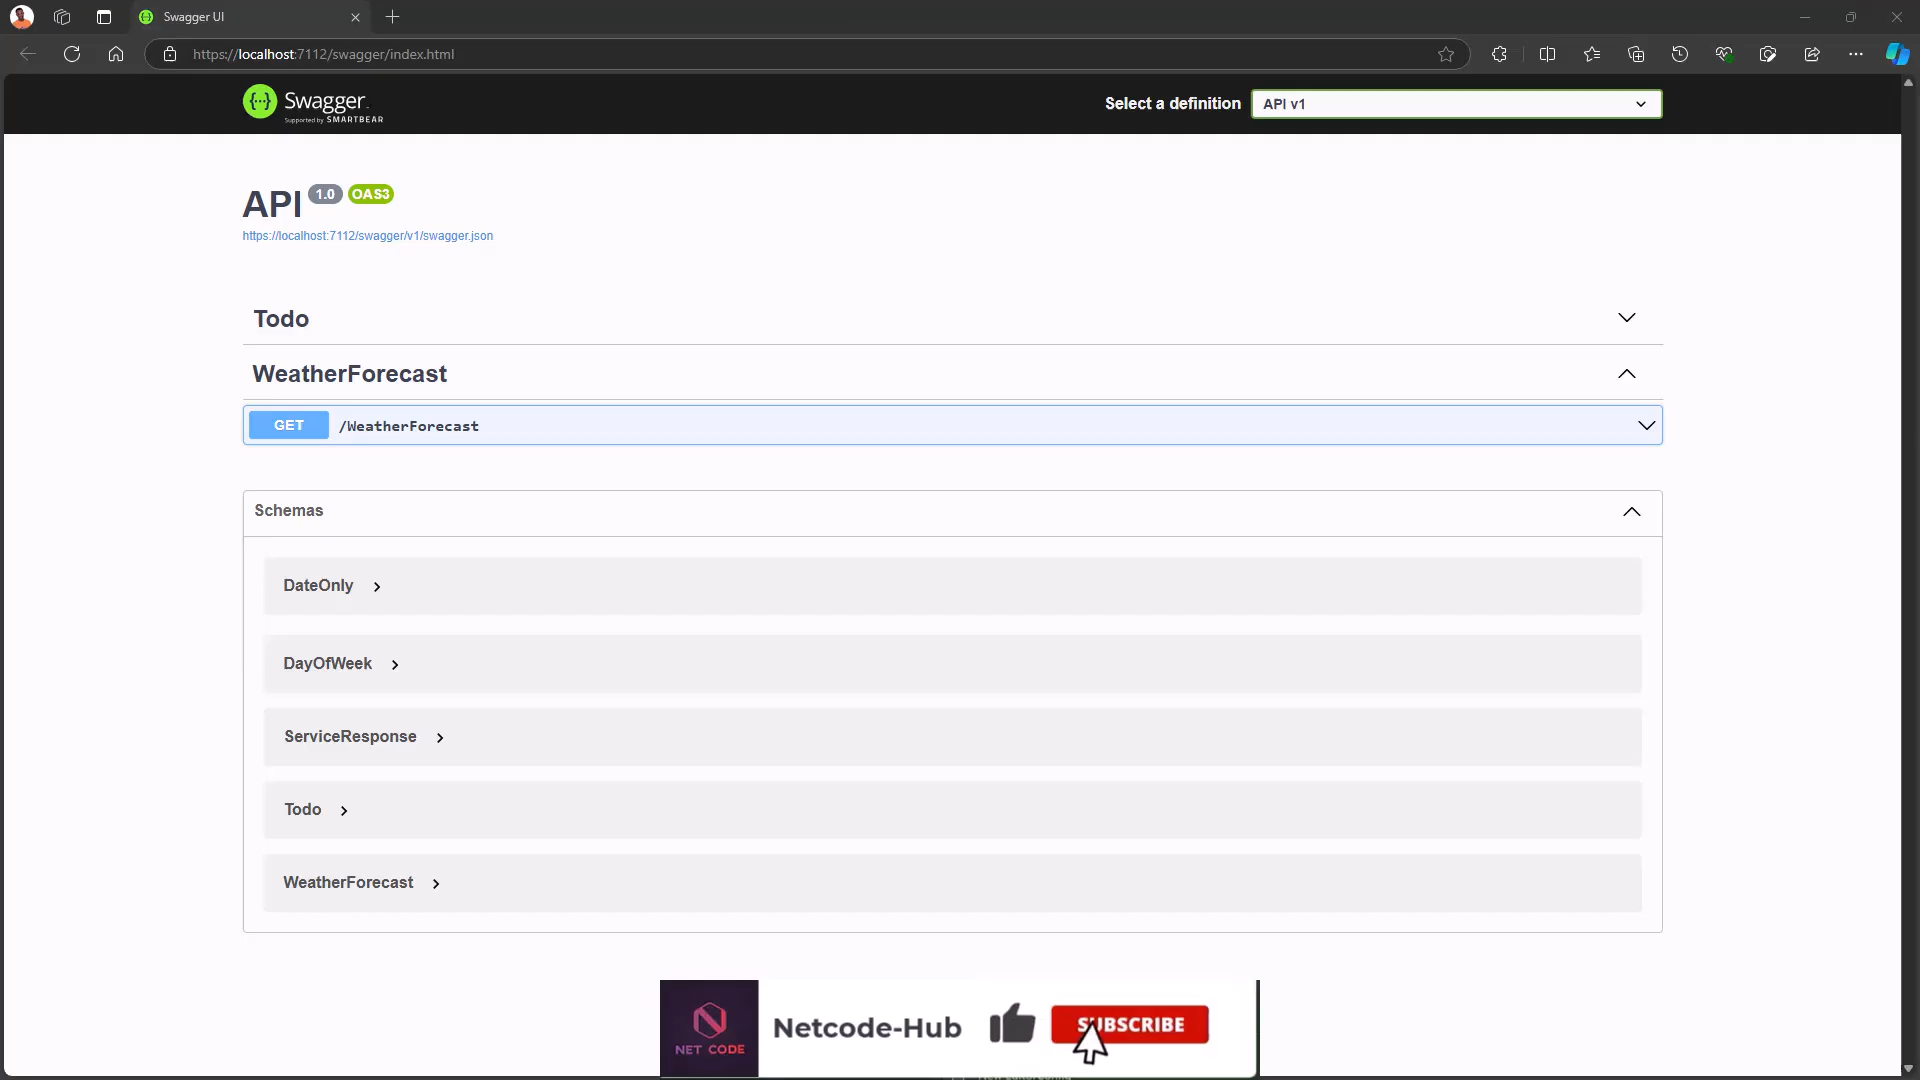 Swagger UI
https://localhost:7112/swagger/index.html
Swagger.
Supported by SMARTBEAR
Select a definition
API v1
API 1.0 OAS3
https://localhost:7112/swagger/v1/swagger.json
Todo
WeatherForecast
GET /WeatherForecast
Schemas
DateOnly
DayOfWeek
ServiceResponse
Todo
WeatherForecast
NET CODE
Netcode-Hub
SUBSCRIBE